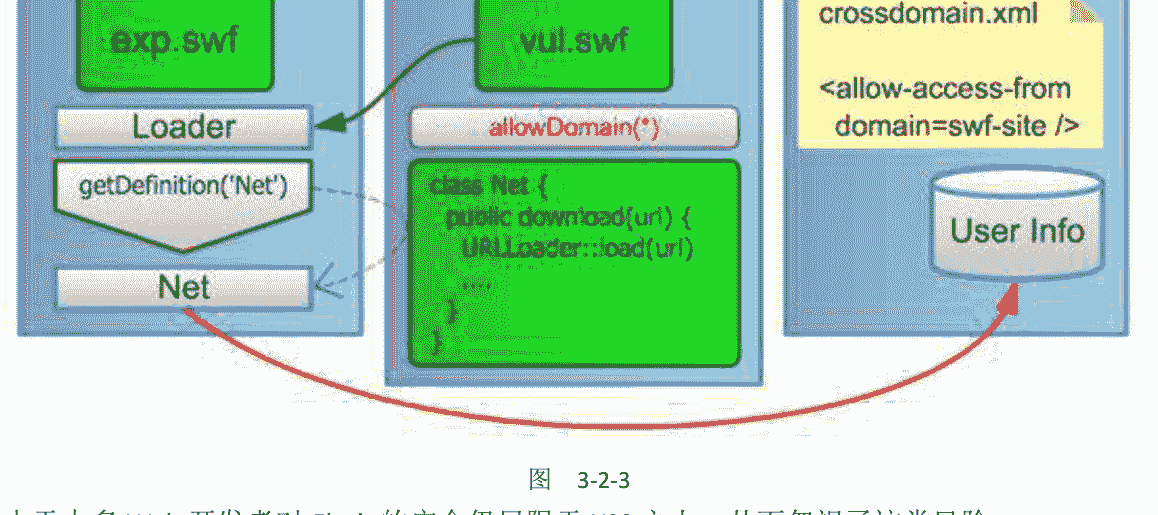 exp.swf
Loader
getDefinition('Net')
Net
vul.swf
allowDomain(*)
class Net {
public download(url) {
URLLoader::load(url)
....
}
}
crossdomain.xml
<allow-access-from
domain=swf-site />
User Info
图 3-2-3